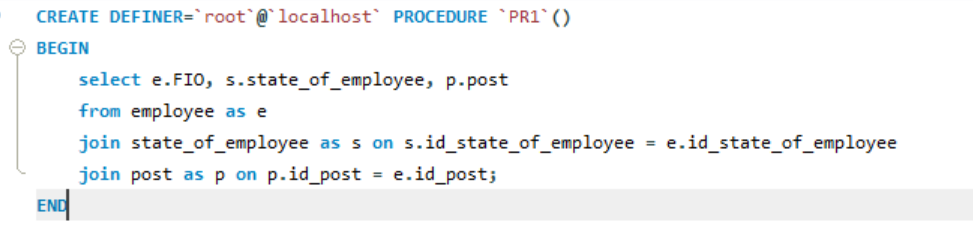 CREATE DEFINER=`root`@`localhost` PROCEDURE `PR1`()
BEGIN
    select e.FIO, s.state_of_employee, p.post
    from employee as e
    join state_of_employee as s on s.id_state_of_employee = e.id_state_of_employee
    join post as p on p.id_post = e.id_post;
END